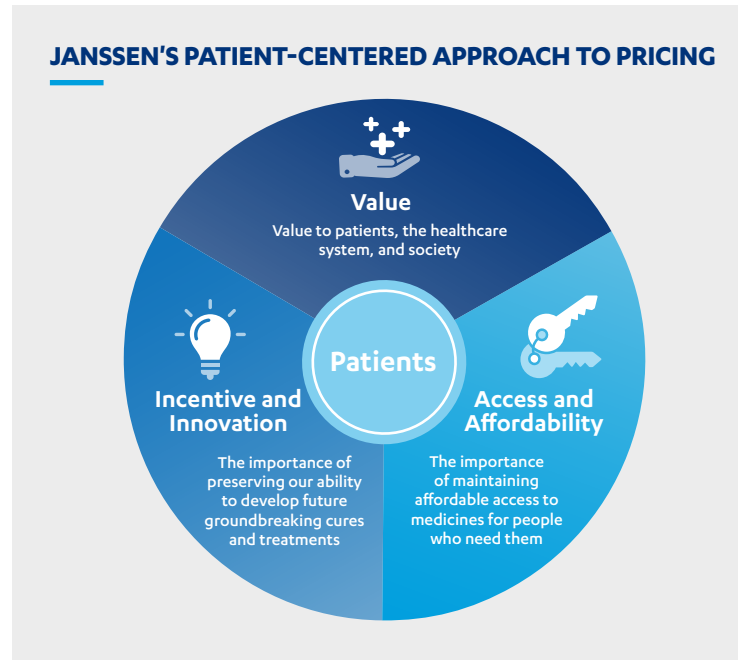 JANSSEN'S PATIENT-CENTERED APPROACH TO PRICING
Value
Value to patients, the healthcare
system, and society
Patients
Incentive and
Innovation
The importance of
preserving our ability
to develop future
groundbreaking cures
and treatments
Access and
Affordability
The importance
of maintaining
affordable access to
medicines for people
who need them